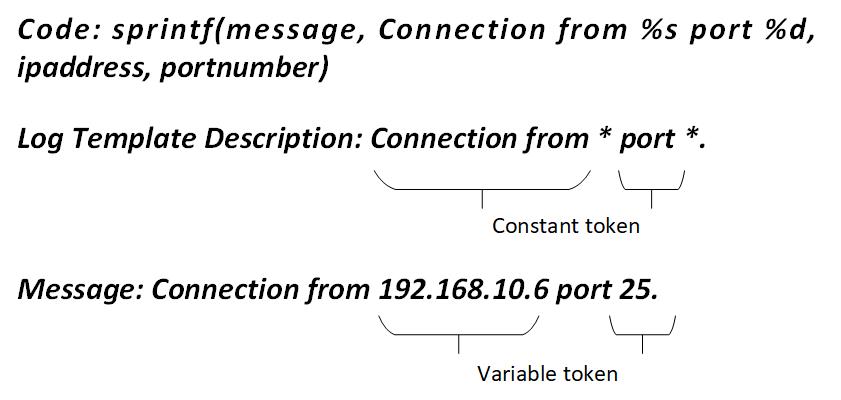 Code: sprintf(message, Connection from %s port %d,
ipaddress, portnumber)
Log Template Description: Connection from * port *.
Constant token
Message: Connection from 192.168.10.6 port 25.
Variable token